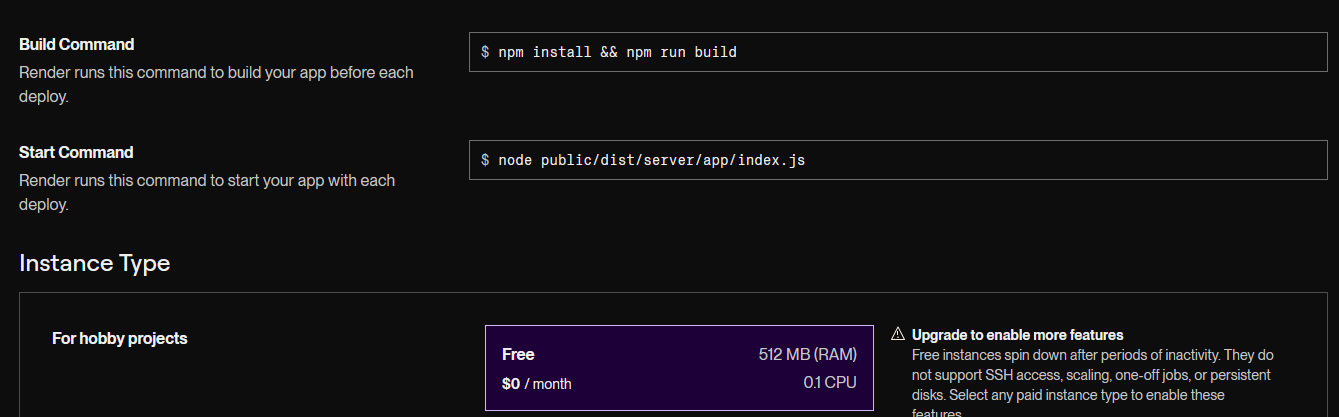 Build Command
$ npm install && npm run build
Render runs this command to build your app before each
deploy.
Start Command
$ node public/dist/server/app/index.js
Render runs this command to start your app with each
deploy.
Instance Type
For hobby projects
Free
512 MB (RAM)
$0 / month
0.1 CPU
Upgrade to enable more features
Free instances spin down after periods of inactivity. They do
not support SSH access, scaling, one-off jobs, or persistent
disks. Select any paid instance type to enable these
features.